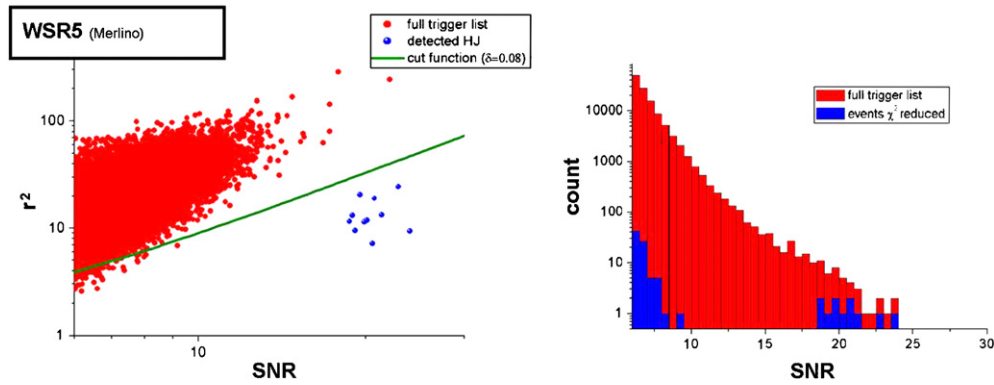 WSR5 (Merlino)
full trigger list
detected HJ
cut function (δ=0.08)
100
10
1
r²
10
SNR
full trigger list
events χ² reduced
10000
1000
100
10
1
count
10 15 20 25 30
SNR